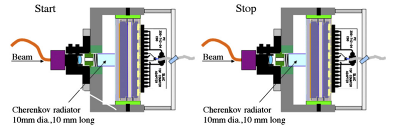 Start
Stop
Beam
Beam
Cherenkov radiator
10mm dia.,10 mm long
Cherenkov radiator
10mm dia.,10 mm long